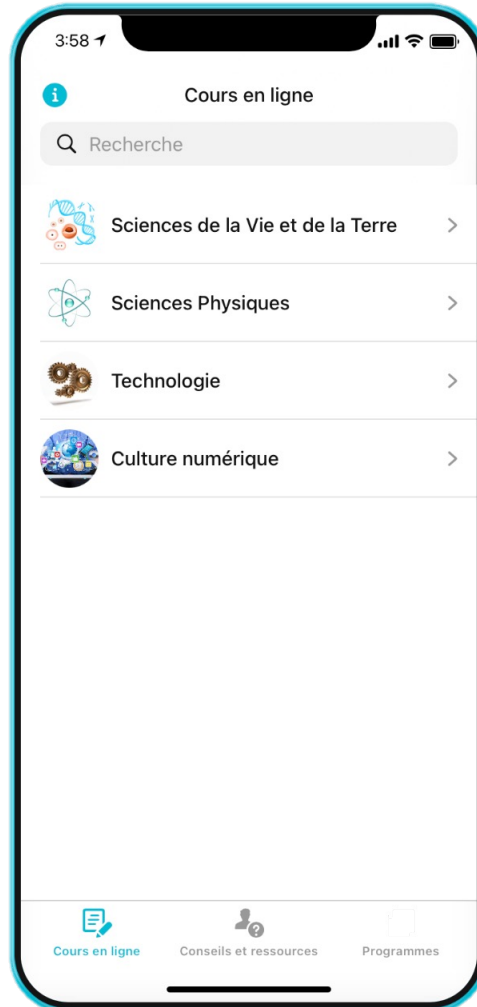 3:58
Cours en ligne
Recherche
Sciences de la Vie et de la Terre
Sciences Physiques
Technologie
Culture numérique
Cours en ligne
Conseils et ressources
Programmes